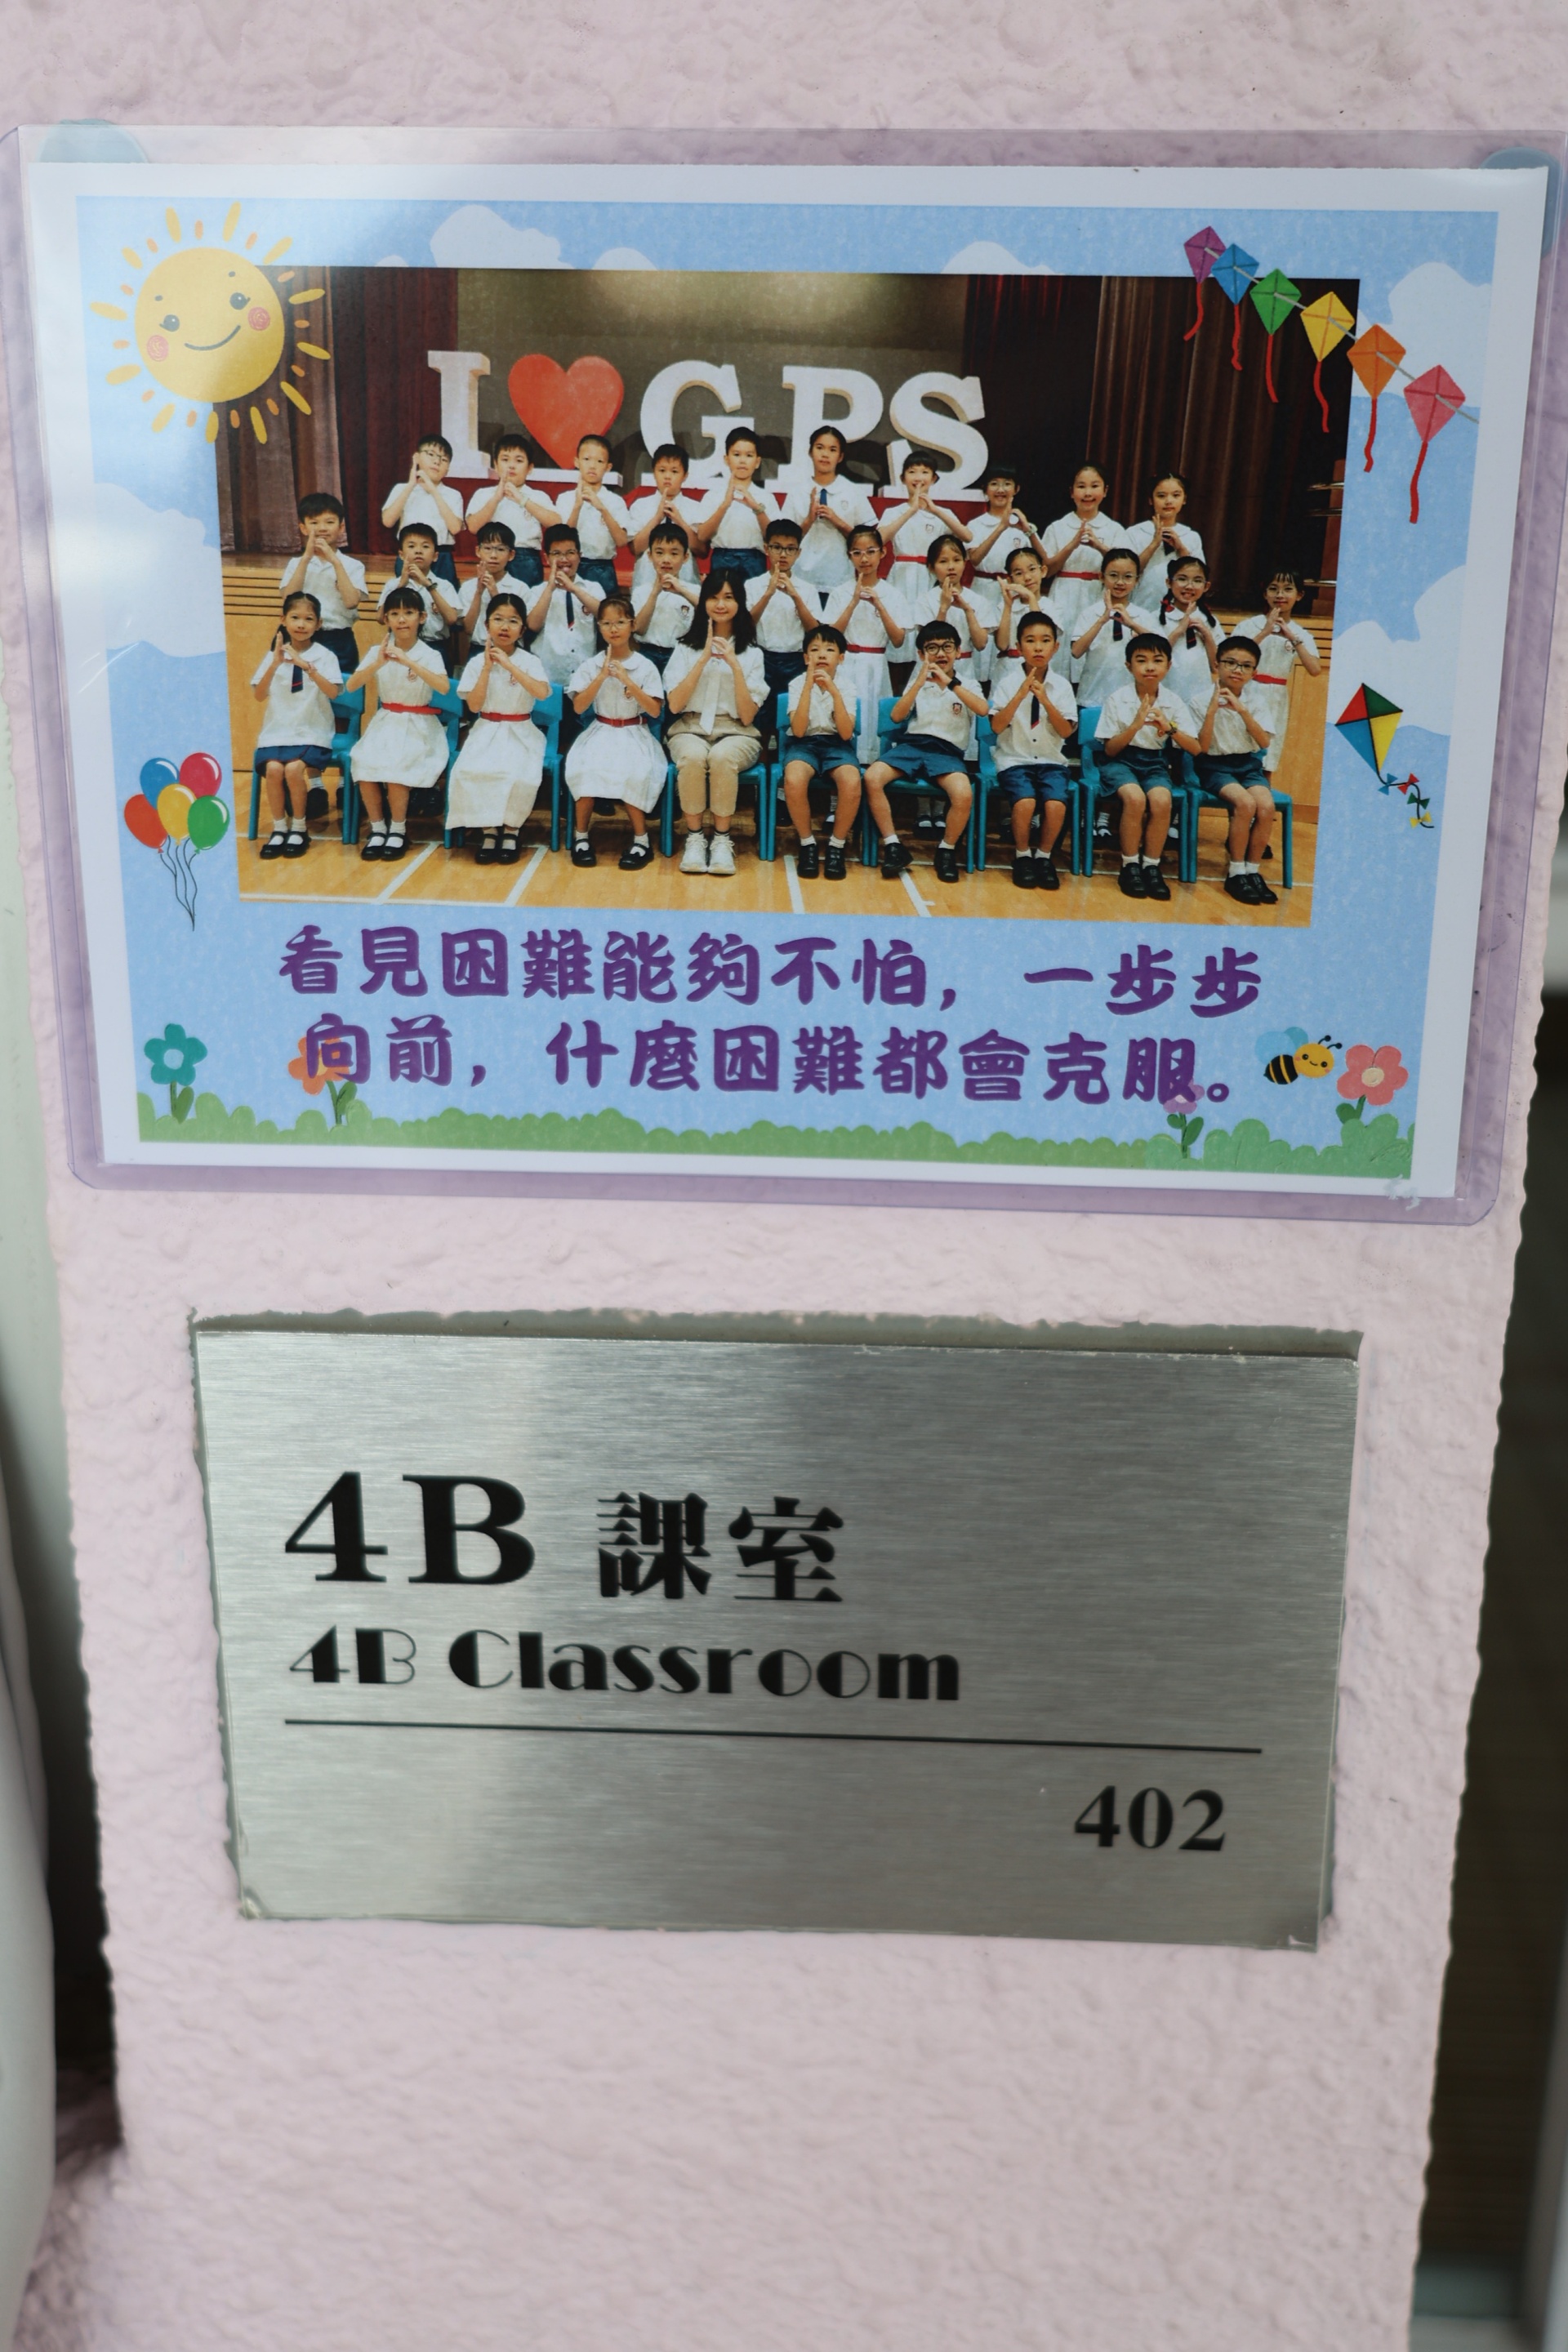 I ❤ GPS
看見困難能夠不怕，一步步
向前，什麼困難都會克服。
4B 課室
4B Classroom
402